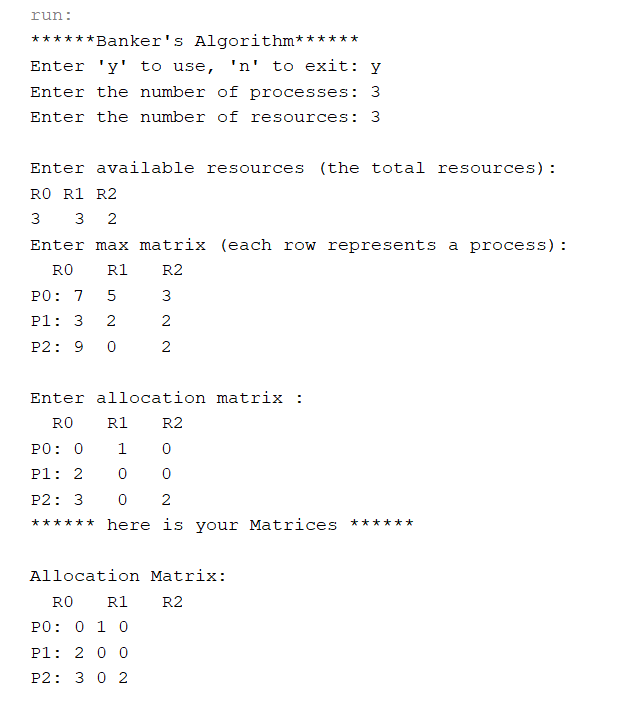 run:
******Banker's Algorithm******
Enter 'y' to use, 'n' to exit: y
Enter the number of processes: 3
Enter the number of resources: 3
Enter available resources (the total resources):
R0 R1 R2
3 3 2
Enter max matrix (each row represents a process):
R0 R1 R2
P0: 7 5 3
P1: 3 2 2
P2: 9 0 2
Enter allocation matrix :
R0 R1 R2
P0: 0 1 0
P1: 2 0 0
P2: 3 0 2
****** here is your Matrices ******
Allocation Matrix:
R0 R1 R2
P0: 0 1 0
P1: 2 0 0
P2: 3 0 2